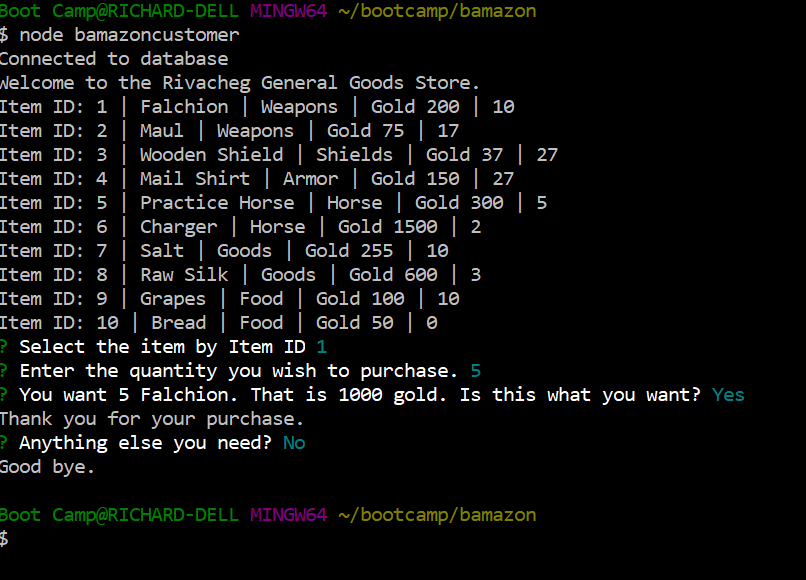 Boot Camp@RICHARD-DELL MINGW64 ~/bootcamp/bamazon
$ node bamazoncustomer
Connected to database
Welcome to the Rivacheg General Goods Store.
Item ID: 1 | Falchion | Weapons | Gold 200 | 10
Item ID: 2 | Maul | Weapons | Gold 75 | 17
Item ID: 3 | Wooden Shield | Shields | Gold 37 | 27
Item ID: 4 | Mail Shirt | Armor | Gold 150 | 27
Item ID: 5 | Practice Horse | Horse | Gold 300 | 5
Item ID: 6 | Charger | Horse | Gold 1500 | 2
Item ID: 7 | Salt | Goods | Gold 255 | 10
Item ID: 8 | Raw Silk | Goods | Gold 600 | 3
Item ID: 9 | Grapes | Food | Gold 100 | 10
Item ID: 10 | Bread | Food | Gold 50 | 0
? Select the item by Item ID 1
? Enter the quantity you wish to purchase. 5
? You want 5 Falchion. That is 1000 gold. Is this what you want? Yes
Thank you for your purchase.
? Anything else you need? No
Good bye.
Boot Camp@RICHARD-DELL MINGW64 ~/bootcamp/bamazon
$